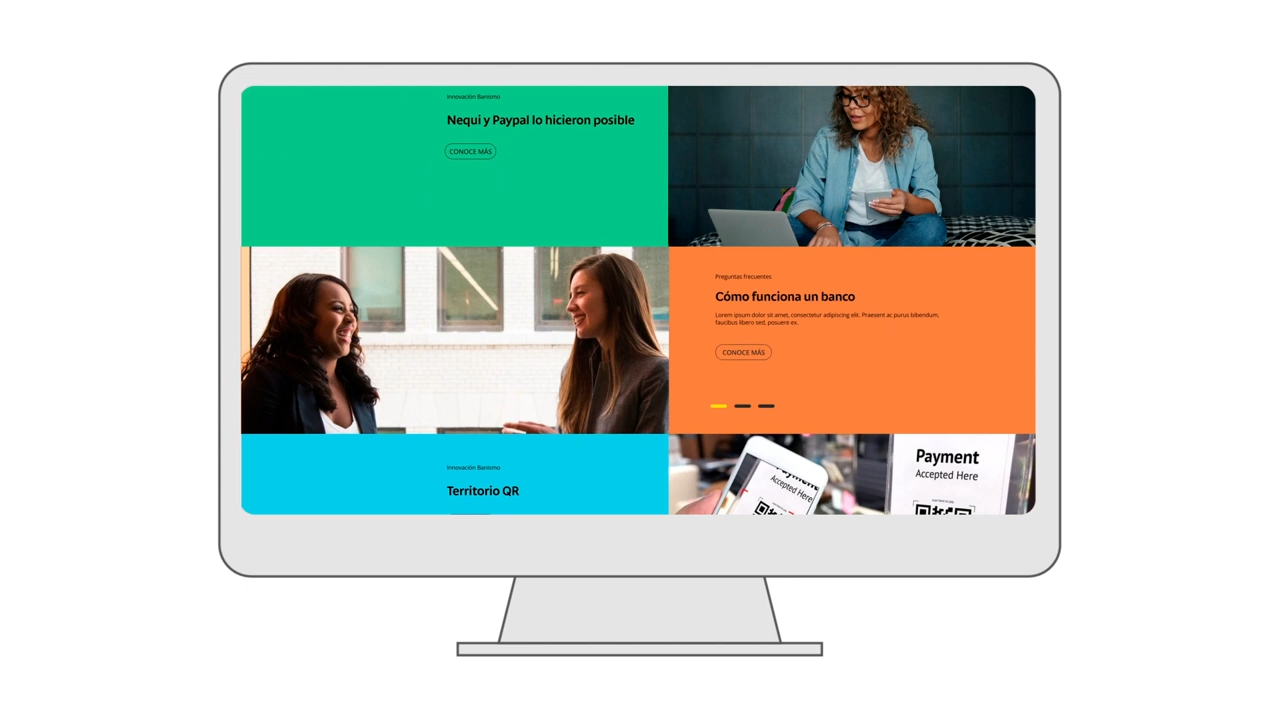 Innovación Banismo
Nequi y Paypal lo hicieron posible
CONOCE MÁS
Preguntas frecuentes
Cómo funciona un banco
Lorem ipsum dolor sit amet, consectetur adipiscing elit. Praesent ac purus bibendum,
faucibus libero sed, posuere ex.
CONOCE MÁS
Innovación Banismo
Territorio QR
Payment
Accepted Here
Payment
Accepted Here